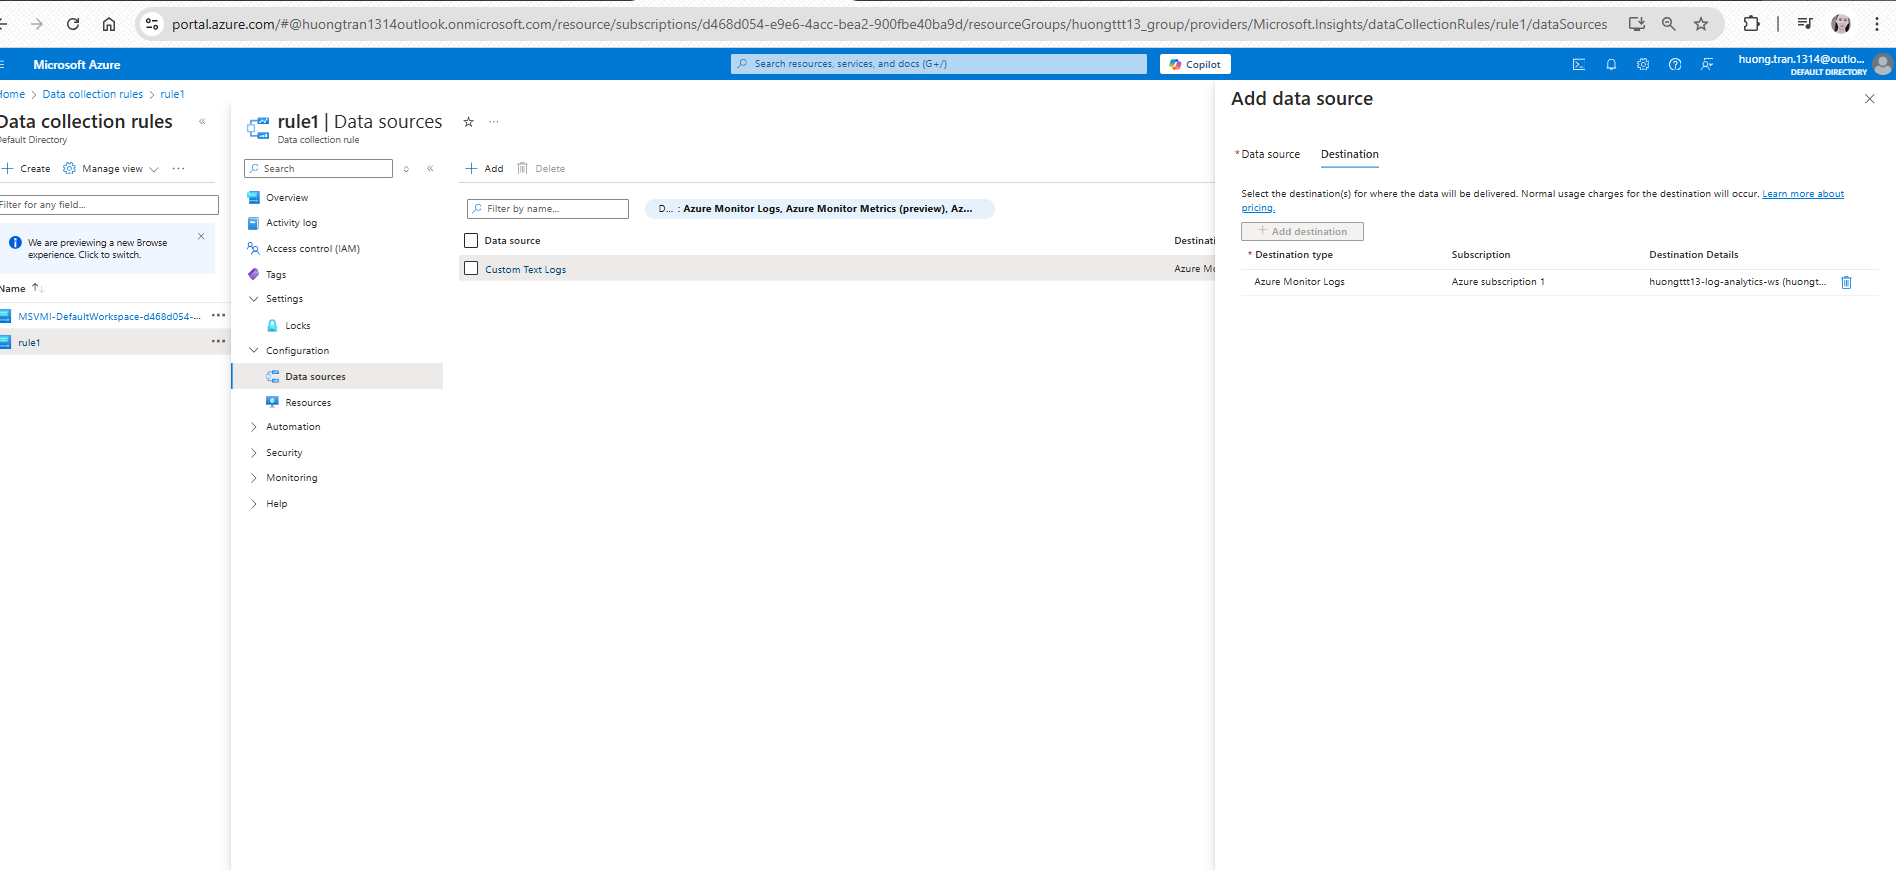 portal.azure.com/#@huongtran1314outlook.onmicrosoft.com/resource/subscriptions/d468d054-e9e6-4acc-bea2-900fbe40ba9d/resourceGroups/huongttt13_group/providers/Microsoft.Insights/dataCollectionRules/rule1/dataSources
Microsoft Azure
Search resources, services, and docs (G+/)
Copilot
huong.tran.1314@outlo...
DEFAULT DIRECTORY
Home > Data collection rules > rule1
Data collection rules
Default Directory
Create
Manage view
Filter for any field...
We are previewing a new Browse
experience. Click to switch.
Name
MSVMI-DefaultWorkspace-d468d054-...
rule1
rule1 | Data sources
Data collection rule
Search
Overview
Activity log
Access control (IAM)
Tags
Settings
Locks
Configuration
Data sources
Resources
Automation
Security
Monitoring
Help
Add
Delete
Filter by name...
D... : Azure Monitor Logs, Azure Monitor Metrics (preview), Az...
Data source
Destinati
Custom Text Logs
Azure Mo
Add data source
* Data source
Destination
Select the destination(s) for where the data will be delivered. Normal usage charges for the destination will occur. Learn more about
pricing.
Add destination
* Destination type
Subscription
Destination Details
Azure Monitor Logs
Azure subscription 1
huongttt13-log-analytics-ws (huongt...